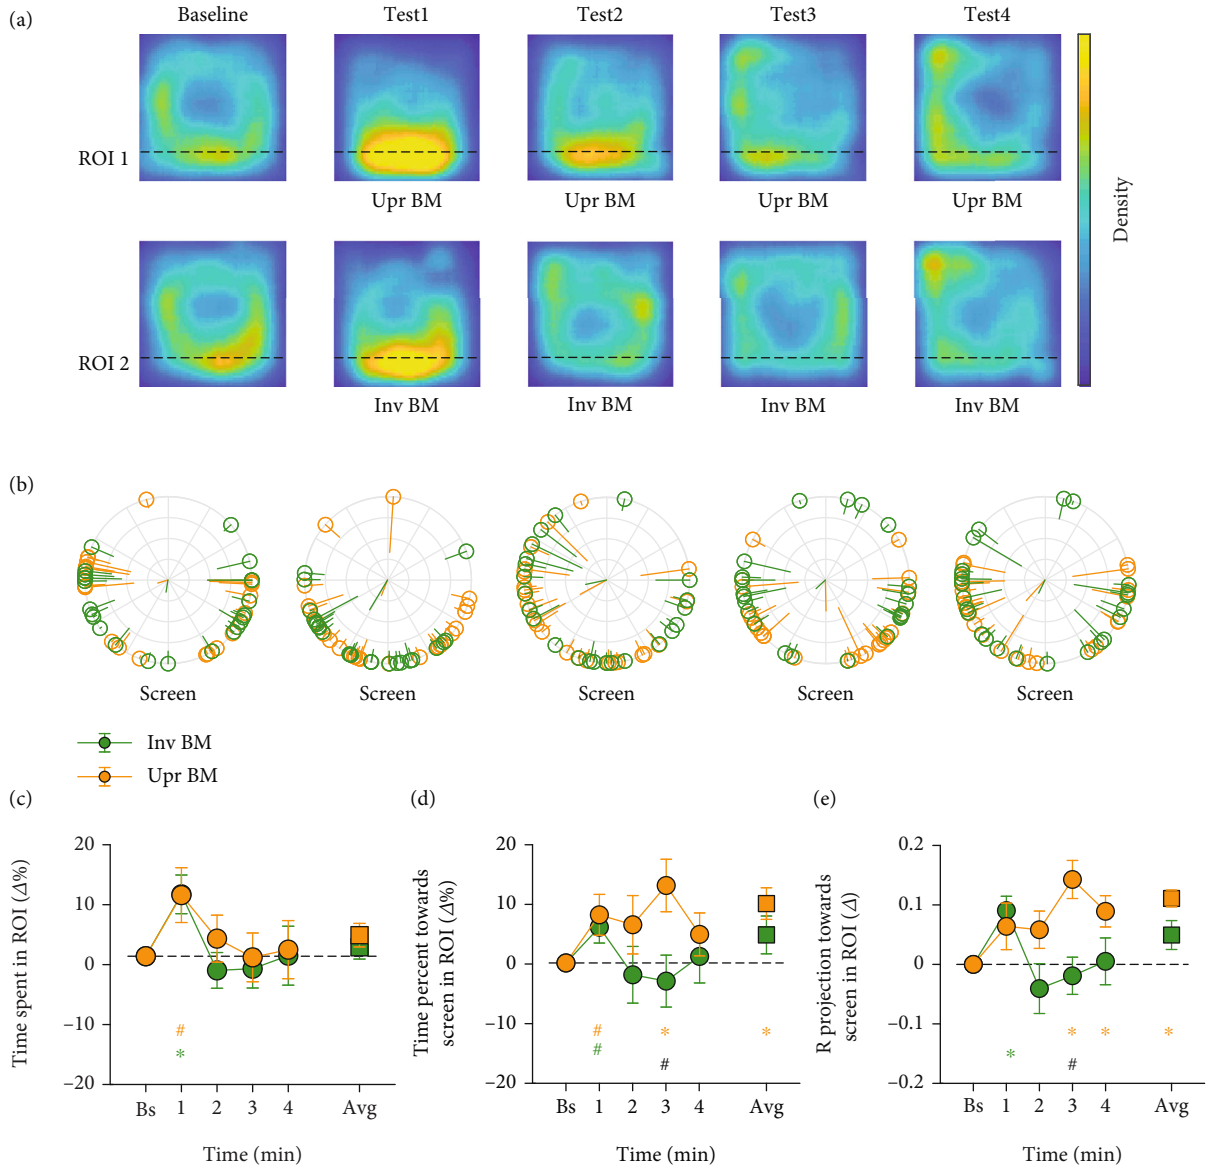 (a)
Baseline Test1 Test2 Test3 Test4
ROI 1
Upr BM Upr BM Upr BM Upr BM
Density
ROI 2
Inv BM Inv BM Inv BM Inv BM
(b)
Screen Screen Screen Screen Screen
Inv BM
Upr BM
(c)
Time spent in ROI (Δ%)
20
10
0
−10
−20
#
*
Bs 1 2 3 4 Avg
Time (min)
(d)
Time percent towards
screen in ROI (Δ%)
20
10
0
−10
−20
# * *
# #
Bs 1 2 3 4 Avg
Time (min)
(e)
R projection towards
screen in ROI (Δ)
0.2
0.1
0
−0.1
−0.2
* * *
* #
Bs 1 2 3 4 Avg
Time (min)